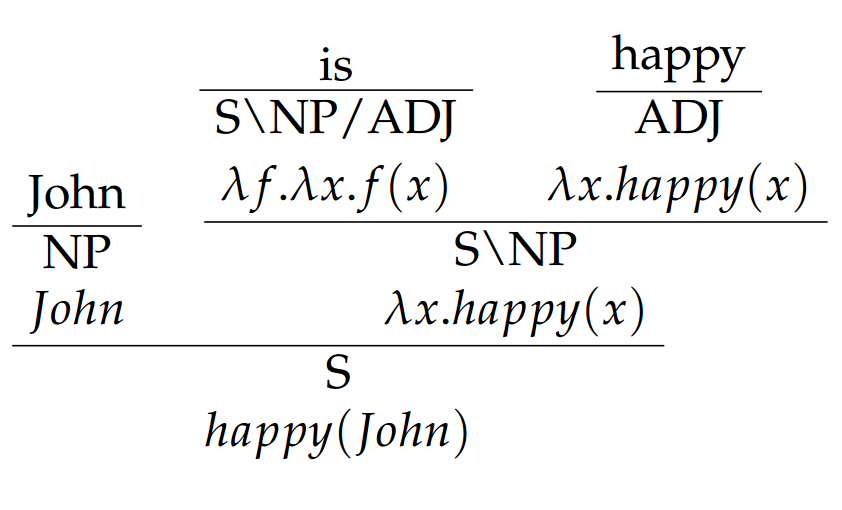 is happy
S\NP/ADJ ADJ
John λf.λx.f(x) λx.happy(x)
NP S\NP
John λx.happy(x)
S
happy(John)